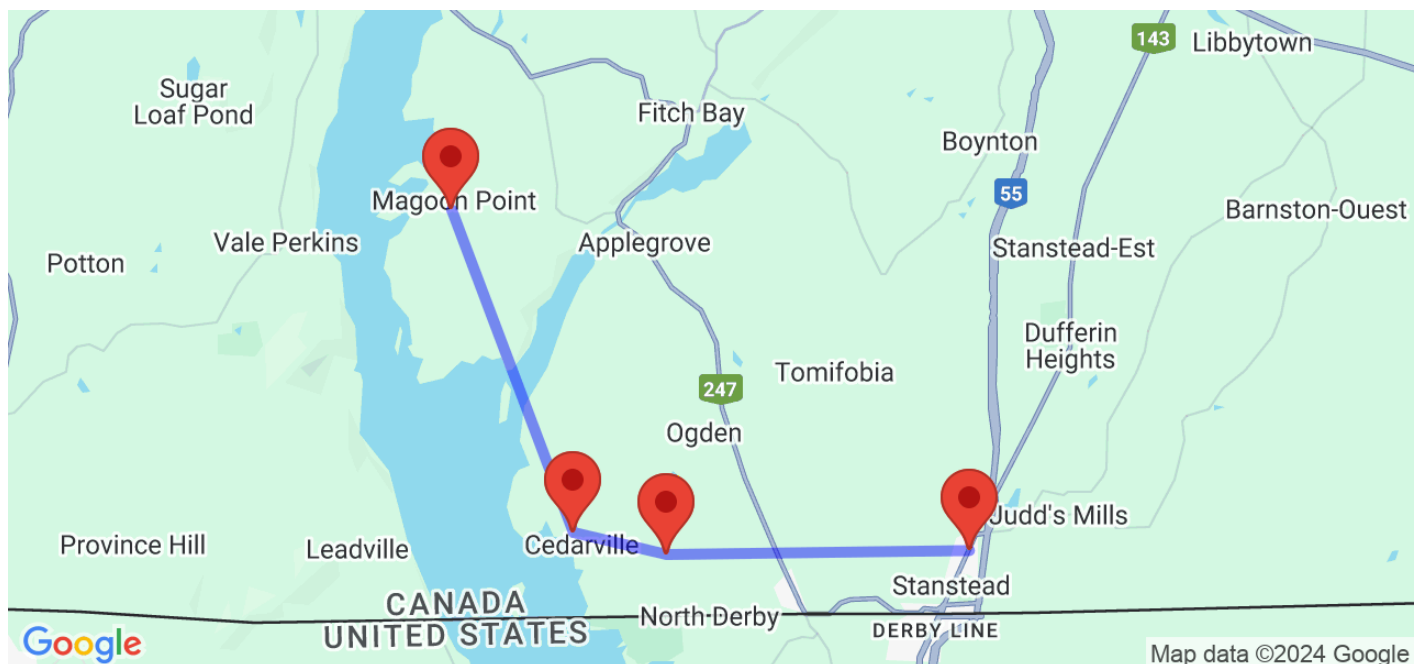 143
Libbytown
Sugar
Loaf Pond
Fitch Bay
Boynton
Magoon Point
55
Barnston-Ouest
Vale Perkins
Applegrove
Stanstead-Est
Potton
Dufferin
Heights
Tomifobia
247
Ogden
Judd's Mills
Province Hill
Leadville
Cedarville
Stanstead
CANADA
UNITED STATES
North-Derby
DERBY LINE
Google
Map data ©2024 Google